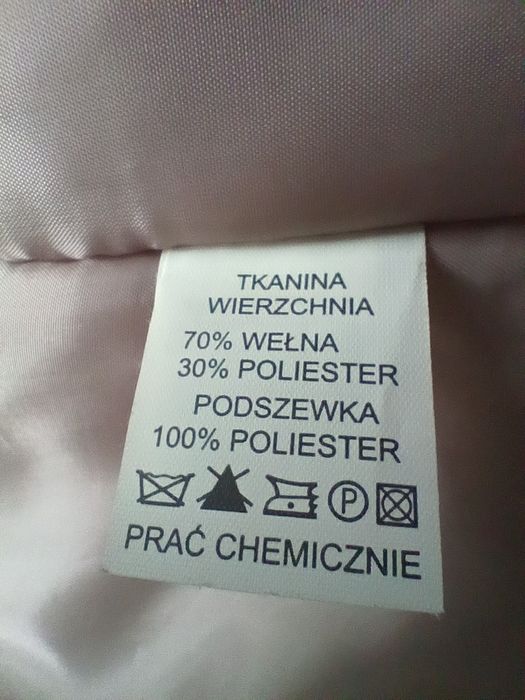 TKANINA
WIERZCHNIA
70% WEŁNA
30% POLIESTER
PODSZEWKA
100% POLIESTER
P
PRAĆ CHEMICZNIE